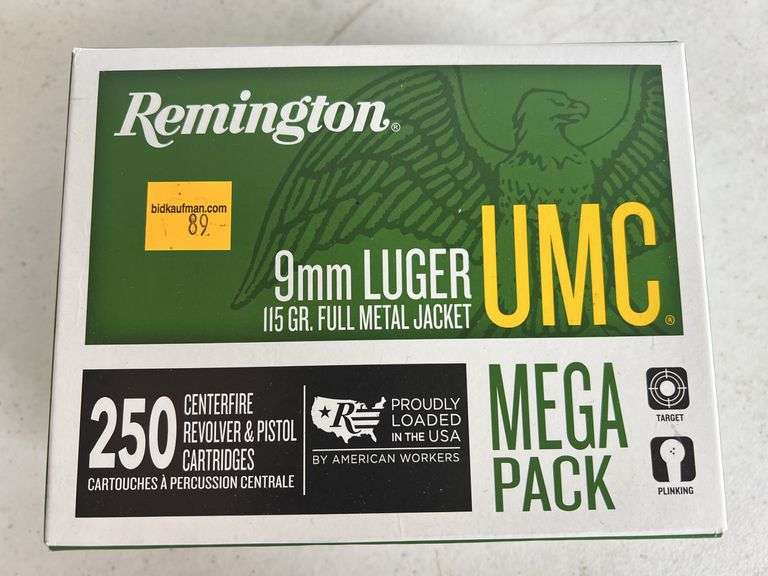 Remington®
bidkaufman.com
89
9mm LUGER
115 GR. FULL METAL JACKET
UMC®
250
CENTERFIRE
REVOLVER & PISTOL
CARTRIDGES
CARTOUCHES À PERCUSSION CENTRALE
R
PROUDLY
LOADED
IN THE USA
BY AMERICAN WORKERS
MEGA
PACK
TARGET
PLINKING